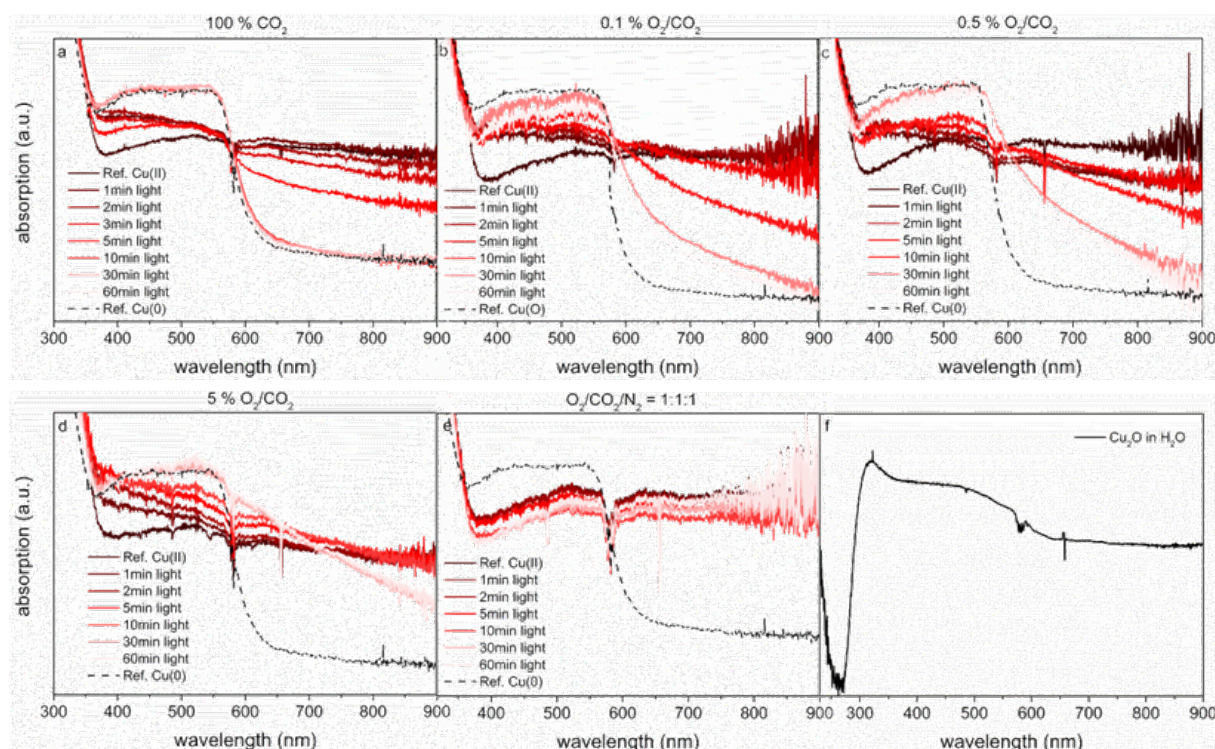 100 % CO₂
0.1 % O₂/CO₂
0.5 % O₂/CO₂
absorption (a.u.)
a
Ref. Cu(II)
1min light
2min light
3min light
5min light
10min light
30min light
60min light
Ref. Cu(0)
b
Ref Cu(II)
1min light
2min light
5min light
10min light
30min light
60min light
Ref. Cu(O)
c
Ref. Cu(II)
1min light
2min light
5min light
10min light
30min light
60min light
Ref. Cu(0)
300 400 500 600 700 800 900
400 500 600 700 800 900
400 500 600 700 800 900
wavelength (nm)
wavelength (nm)
wavelength (nm)
5 % O₂/CO₂
O₂/CO₂/N₂ = 1:1:1
absorption (a.u.)
d
Ref. Cu(II)
1min light
2min light
5min light
10min light
30min light
60min light
Ref. Cu(0)
e
Ref. Cu(II)
1min light
2min light
5min light
10min light
30min light
60min light
Ref. Cu(0)
f
Cu₂O in H₂O
300 400 500 600 700 800 900
400 500 600 700 800 900
300 400 500 600 700 800 900
wavelength (nm)
wavelength (nm)
wavelength (nm)